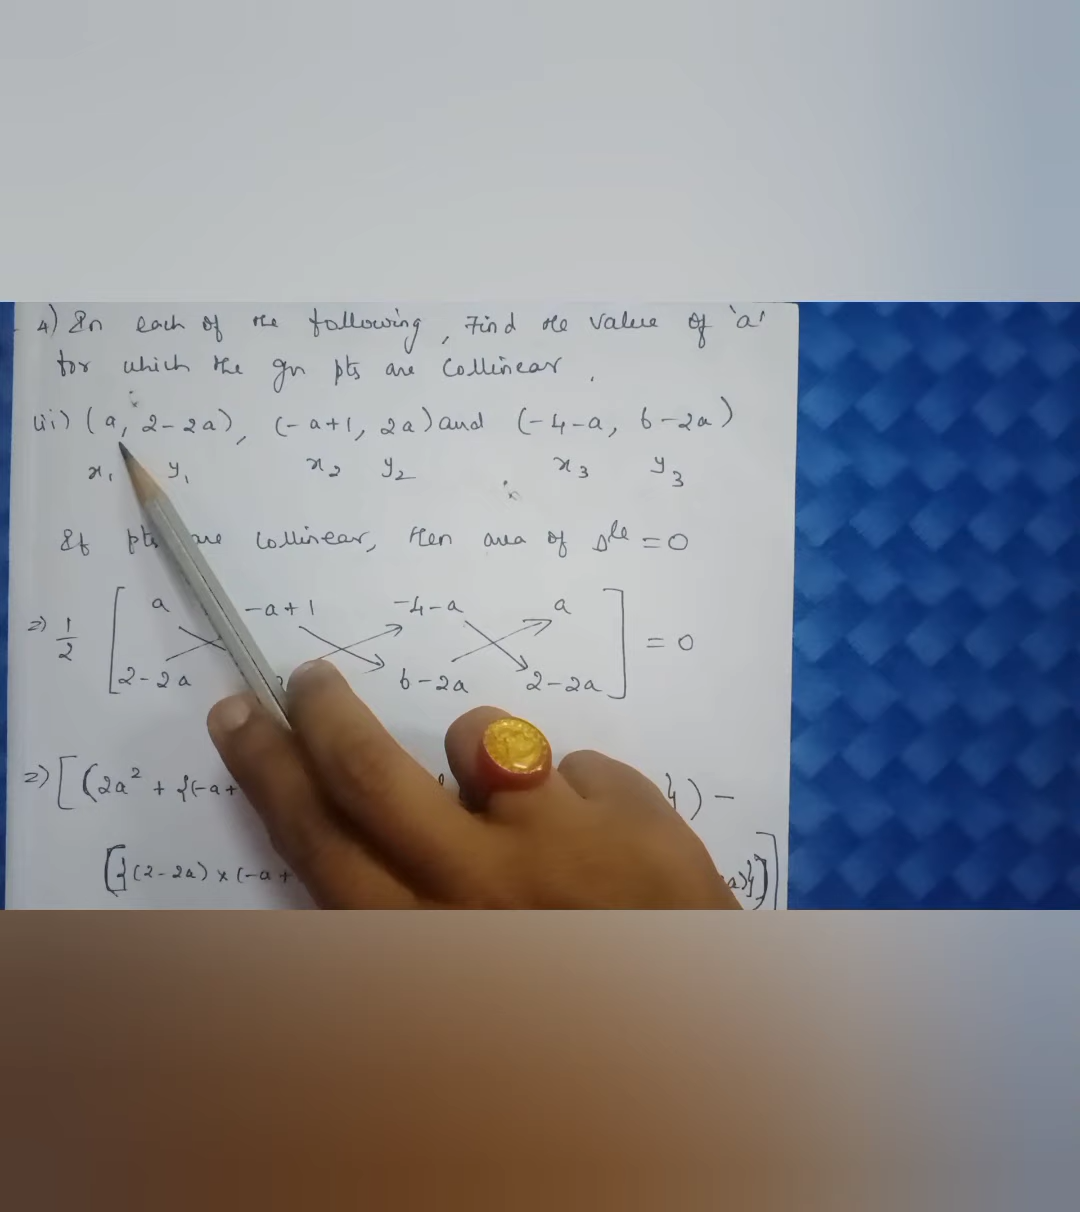 4) In each of the following, Find the value of 'a'
for which the gn pts are collinear.
(ii) (a, 2-2a), (-a+1, 2a) and (-4-a, 6-2a)
x₁ y₁ x₂ y₂ x₃ y₃
If pts are collinear, then area of Δle = 0
⇒ 1/2 [ a -a+1 -4-a a
2-2a 6-2a 2-2a ] = 0
⇒ [(2a² + {(-a+ }) -
[{(2-2a) x (-a+ a)}]]